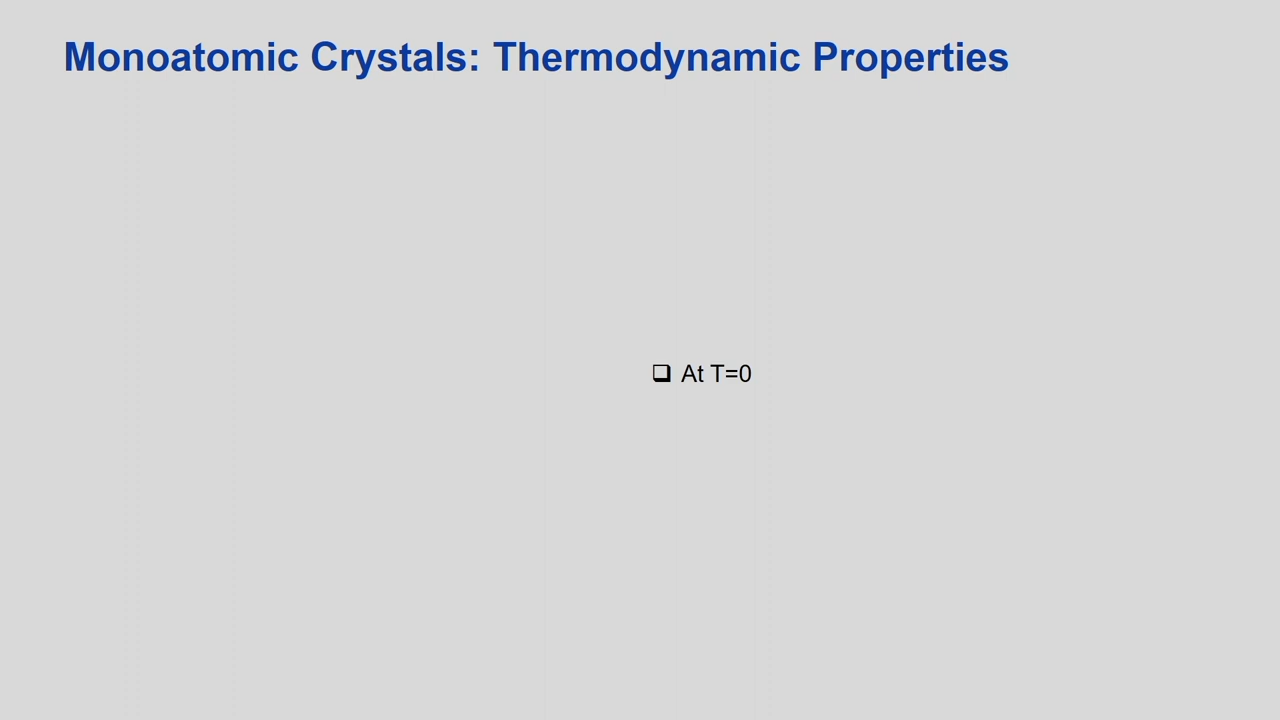 Monoatomic Crystals: Thermodynamic Properties
❑ At T=0